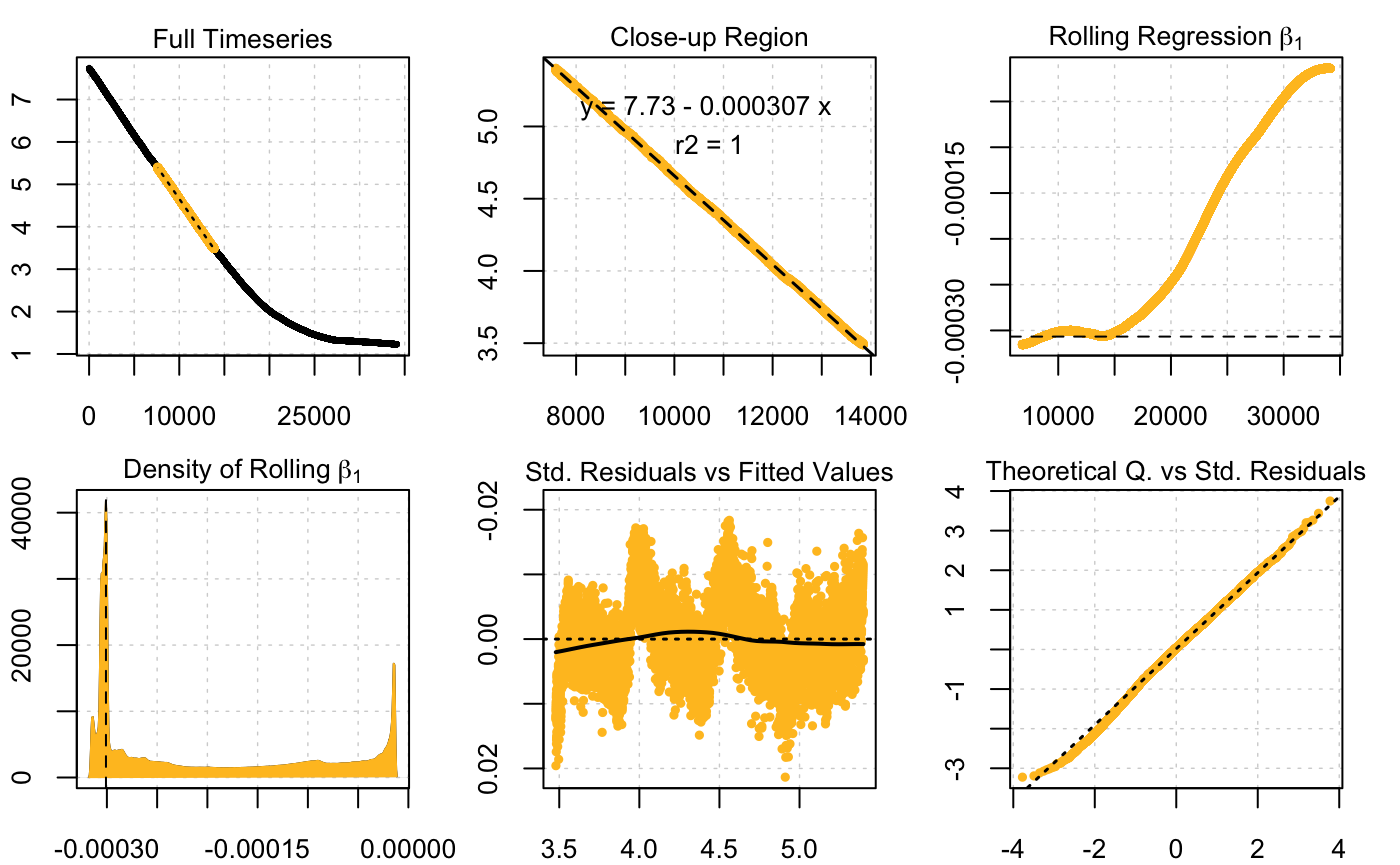 Full Timeseries
7
6
5
4
3
2
1
0 10000 25000
Close-up Region
y = 7.73 - 0.000307 x
r2 = 1
5.0
4.5
4.0
3.5
8000 10000 12000 14000
Rolling Regression β1
-0.00015
-0.00030
10000 20000 30000
Density of Rolling β1
40000
20000
0
-0.00030 -0.00015 0.00000
Std. Residuals vs Fitted Values
-0.02
0.00
0.02
3.5 4.0 4.5 5.0
Theoretical Q. vs Std. Residuals
4
3
2
1
-1
-3
-4 -2 0 2 4